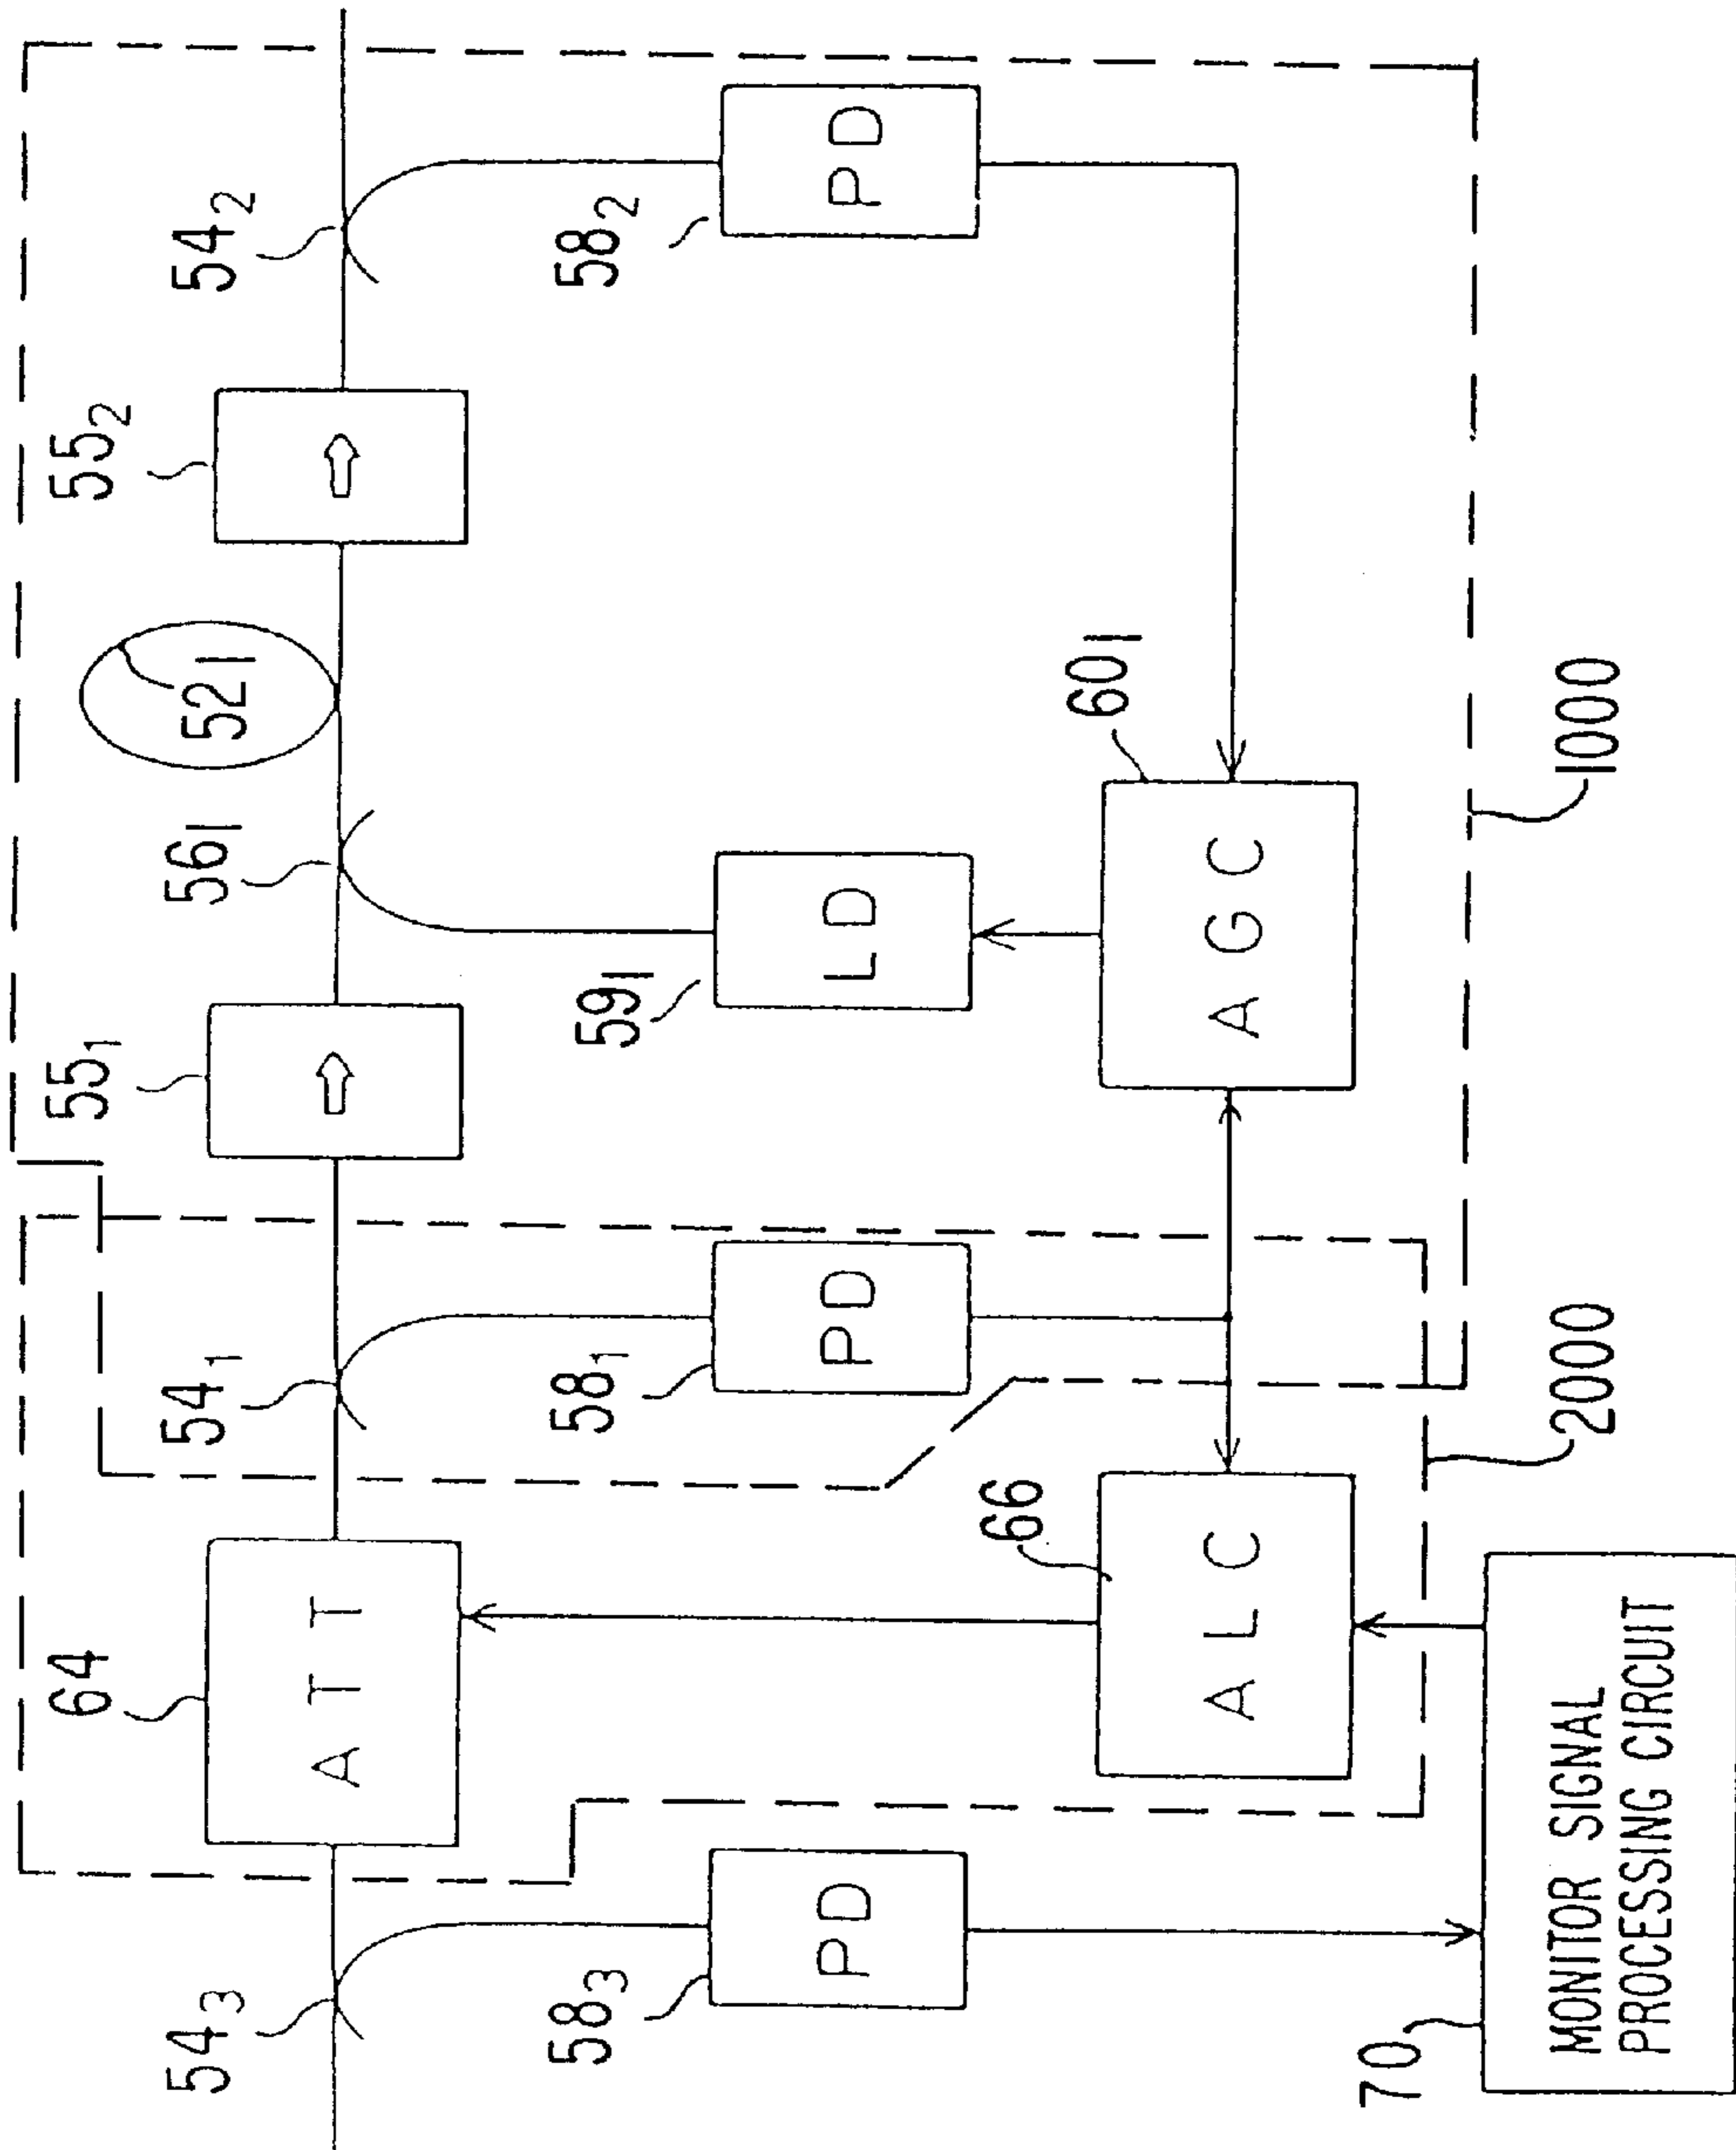 54₃
64
ATT
54₁
55₁
56₁
52₁
55₂
54₂
58₃
PD
58₁
PD
59₁
LD
58₂
PD
66
ALC
60₁
AGC
70
MONITOR SIGNAL
PROCESSING CIRCUIT
2000
1000